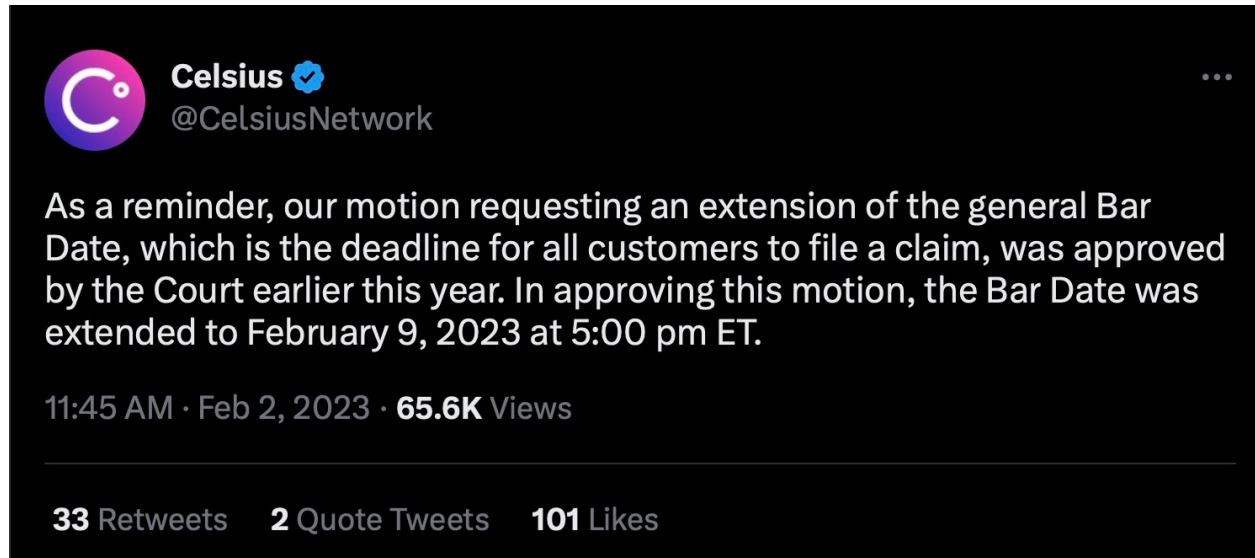 Celsius
@CelsiusNetwork
As a reminder, our motion requesting an extension of the general Bar
Date, which is the deadline for all customers to file a claim, was approved
by the Court earlier this year. In approving this motion, the Bar Date was
extended to February 9, 2023 at 5:00 pm ET.
11:45 AM · Feb 2, 2023 · 65.6K Views
33 Retweets 2 Quote Tweets 101 Likes